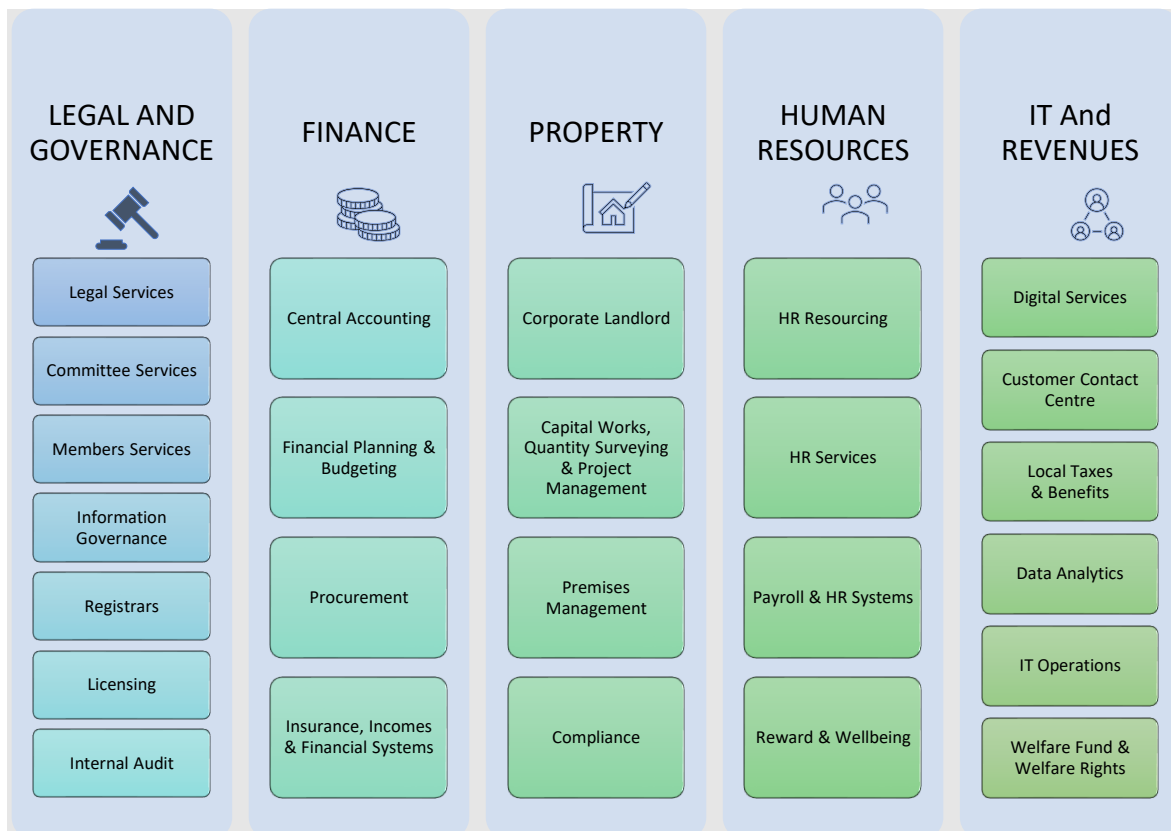 LEGAL AND
GOVERNANCE
Legal Services
Committee Services
Members Services
Information
Governance
Registrars
Licensing
Internal Audit
FINANCE
Central Accounting
Financial Planning &
Budgeting
Procurement
Insurance, Incomes
& Financial Systems
PROPERTY
Corporate Landlord
Capital Works,
Quantity Surveying
& Project
Management
Premises
Management
Compliance
HUMAN
RESOURCES
HR Resourcing
HR Services
Payroll & HR Systems
Reward & Wellbeing
IT And
REVENUES
Digital Services
Customer Contact
Centre
Local Taxes
& Benefits
Data Analytics
IT Operations
Welfare Fund &
Welfare Rights